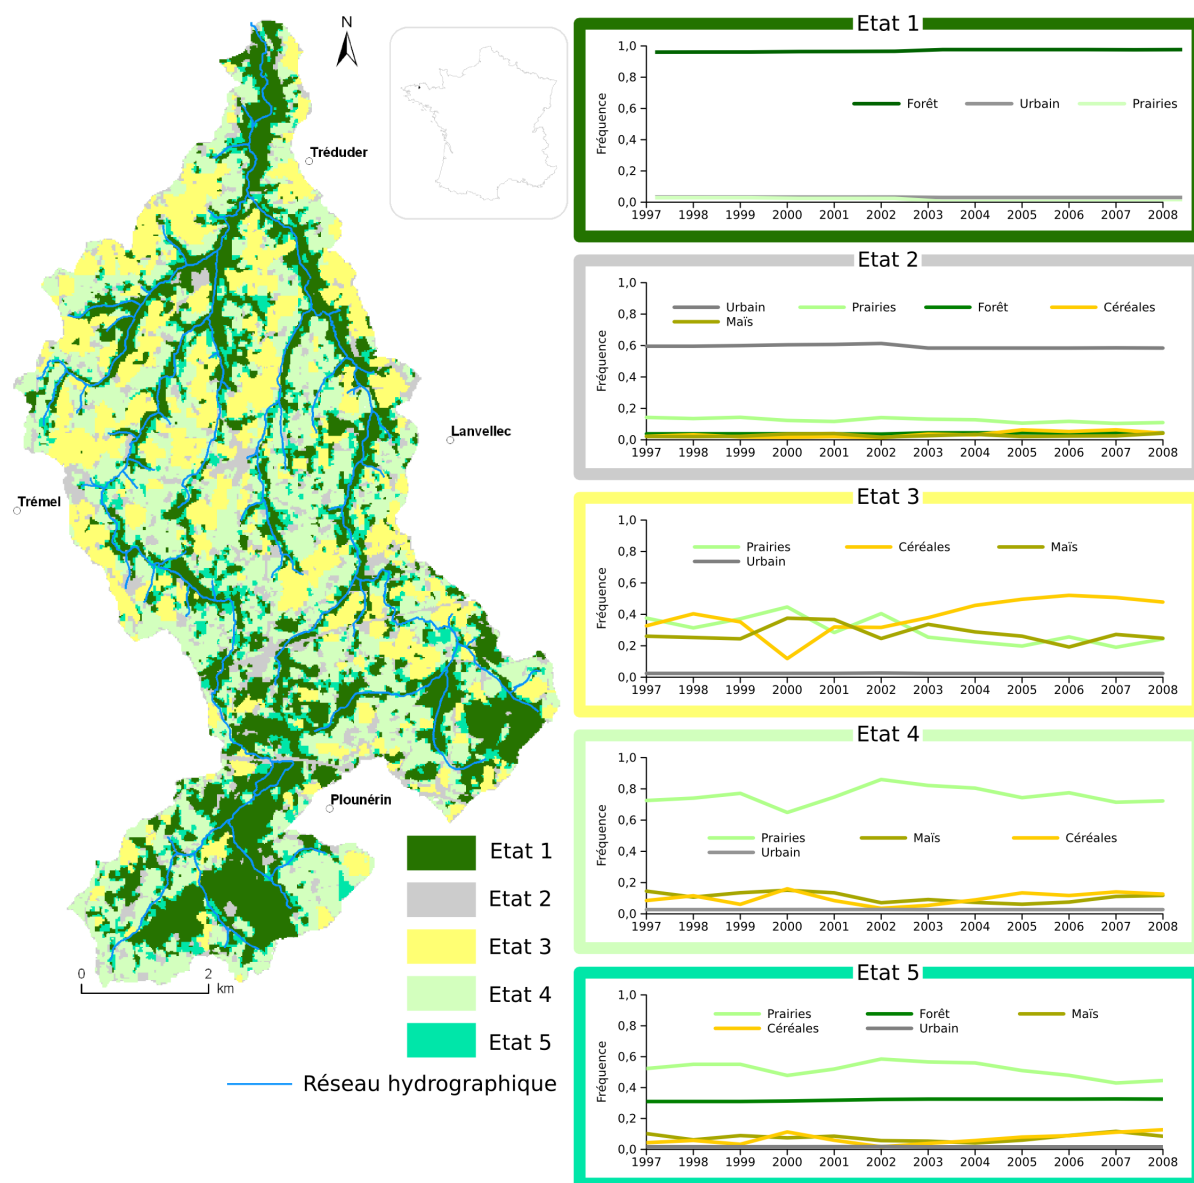 N
Tréduder
Lanvellec
Trémel
Plounérin
0 2
km
Etat 1
Etat 2
Etat 3
Etat 4
Etat 5
Réseau hydrographique
Etat 1
Fréquence
1,0
0,8
0,6
0,4
0,2
0,0
Forêt Urbain Prairies
1997 1998 1999 2000 2001 2002 2003 2004 2005 2006 2007 2008
Etat 2
Fréquence
1,0
0,8
0,6
0,4
0,2
0,0
Urbain Prairies Forêt Céréales
Maïs
1997 1998 1999 2000 2001 2002 2003 2004 2005 2006 2007 2008
Etat 3
Fréquence
1,0
0,8
0,6
0,4
0,2
0,0
Prairies Céréales Maïs
Urbain
1997 1998 1999 2000 2001 2002 2003 2004 2005 2006 2007 2008
Etat 4
Fréquence
1,0
0,8
0,6
0,4
0,2
0,0
Prairies Maïs Céréales
Urbain
1997 1998 1999 2000 2001 2002 2003 2004 2005 2006 2007 2008
Etat 5
Fréquence
1,0
0,8
0,6
0,4
0,2
0,0
Prairies Forêt Maïs
Céréales Urbain
1997 1998 1999 2000 2001 2002 2003 2004 2005 2006 2007 2008